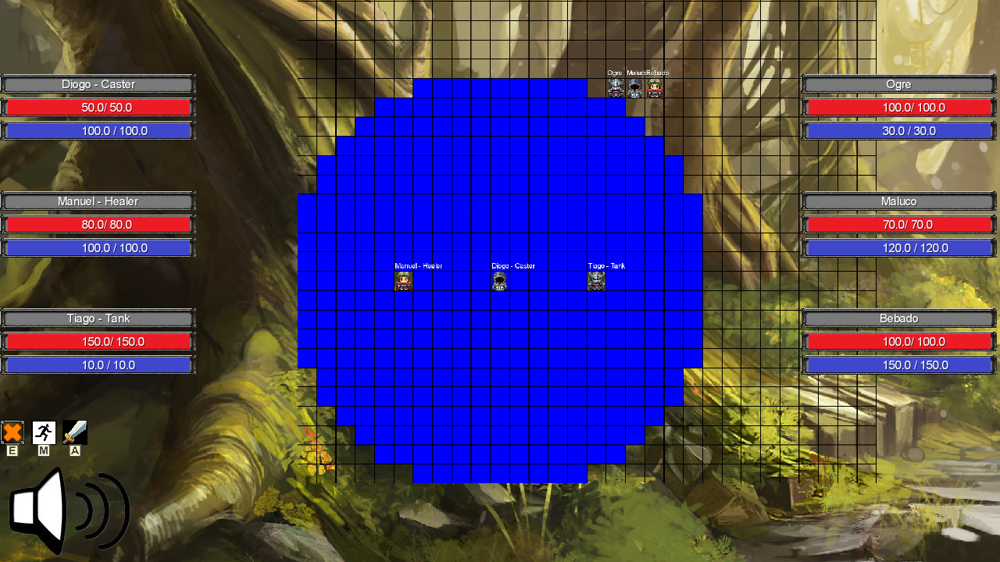 Diogo - Caster
50.0/ 50.0
100.0 / 100.0
Manuel - Healer
80.0/ 80.0
100.0 / 100.0
Tiago - Tank
150.0/ 150.0
10.0 / 10.0
E M A
Ogre Maluco Bebado
Manuel - Healer Diogo - Caster Tiago - Tank
Ogre
100.0/ 100.0
30.0 / 30.0
Maluco
70.0/ 70.0
120.0 / 120.0
Bebado
100.0/ 100.0
150.0 / 150.0